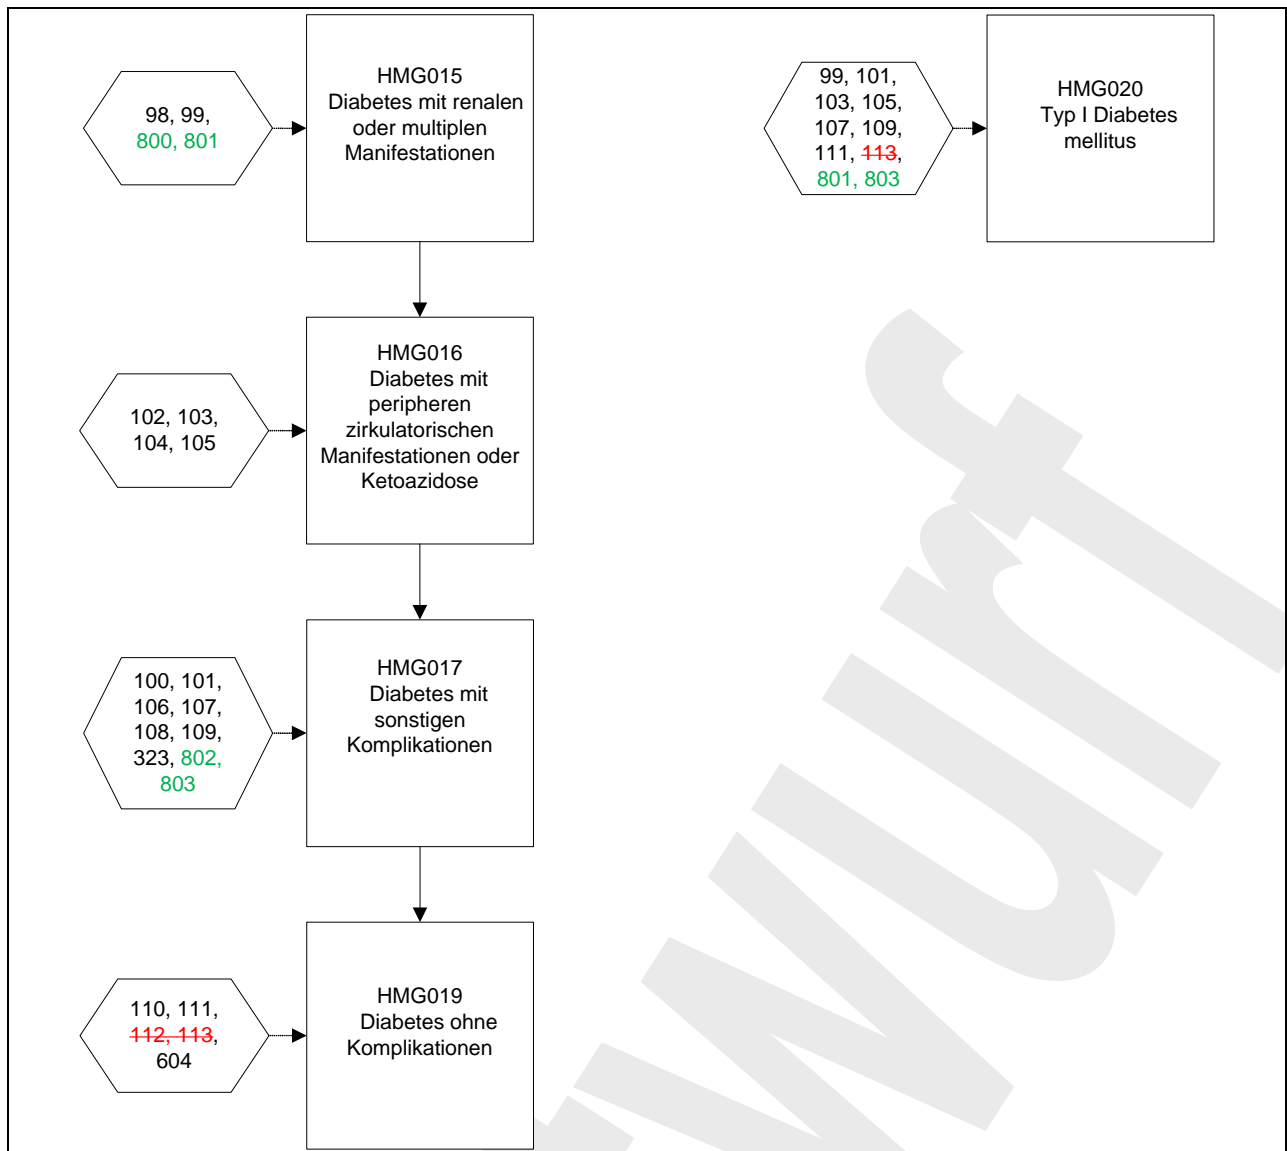 98, 99,
800, 801
HMG015
Diabetes mit renalen
oder multiplen
Manifestationen
99, 101,
103, 105,
107, 109,
111, 113,
801, 803
HMG020
Typ I Diabetes
mellitus
102, 103,
104, 105
HMG016
Diabetes mit
peripheren
zirkulatorischen
Manifestationen oder
Ketoazidose
100, 101,
106, 107,
108, 109,
323, 802,
803
HMG017
Diabetes mit
sonstigen
Komplikationen
110, 111,
112, 113,
604
HMG019
Diabetes ohne
Komplikationen
wurf